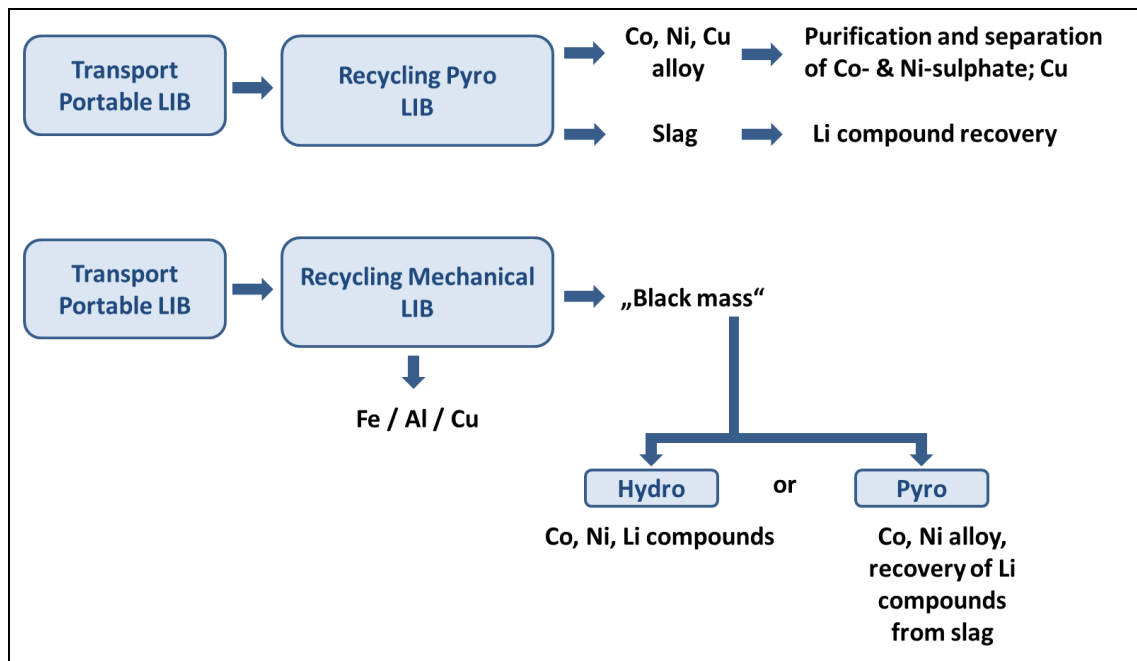 Transport
Portable LIB
Recycling Pyro
LIB
Co, Ni, Cu
alloy
Purification and separation
of Co- & Ni-sulphate; Cu
Slag
Li compound recovery
Transport
Portable LIB
Recycling Mechanical
LIB
„Black mass“
Fe / Al / Cu
Hydro
or
Pyro
Co, Ni, Li compounds
Co, Ni alloy,
recovery of Li
compounds
from slag